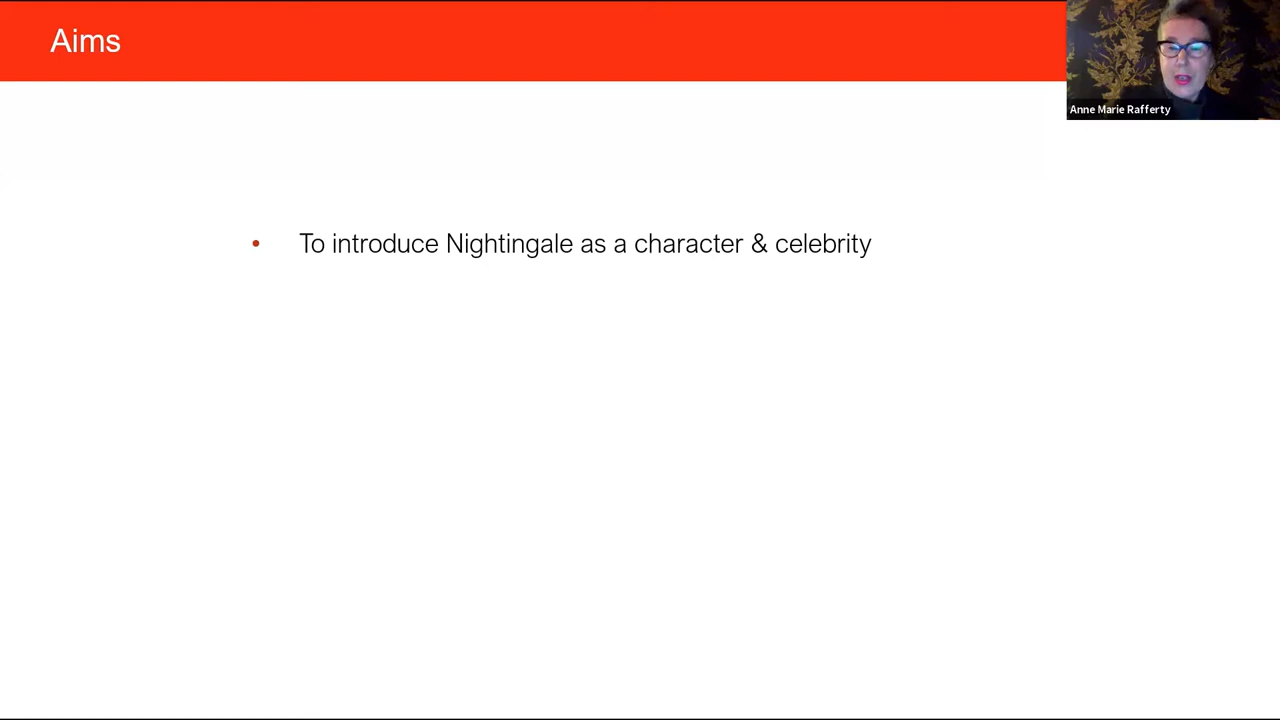 Aims
Anne Marie Rafferty
• To introduce Nightingale as a character & celebrity